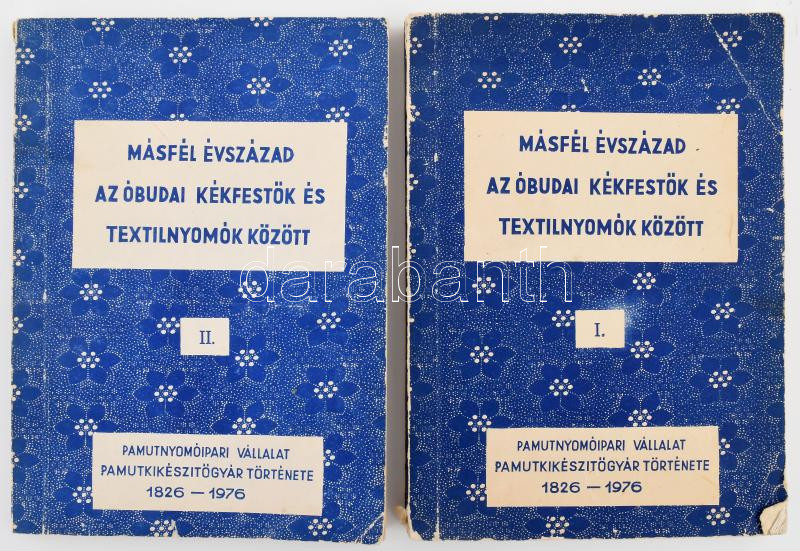 MÁSFÉL ÉVSZÁZAD
AZ ÓBUDAI KÉKFESTŐK ÉS
TEXTILNYOMÓK KÖZÖTT
II.
PAMUTNYOMÓIPARI VÁLLALAT
PAMUTKIKÉSZITŐGYÁR TÖRTÉNETE
1826 — 1976
MÁSFÉL ÉVSZÁZAD
AZ ÓBUDAI KÉKFESTŐK ÉS
TEXTILNYOMÓK KÖZÖTT
I.
PAMUTNYOMÓIPARI VÁLLALAT
PAMUTKIKÉSZITŐGYÁR TÖRTÉNETE
1826 — 1976
darabanth